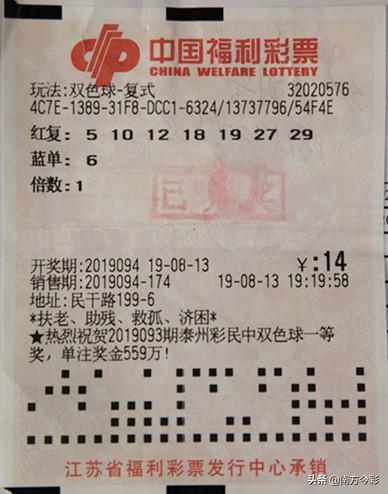 中国福利彩票
CHINA WELFARE LOTTERY
玩法:双色球-复式 32020576
4C7E-1389-31F8-DCC1-6324/13737796/54F4E
红复: 5 10 12 18 19 27 29
蓝单: 6
倍数:1
开奖期:2019094 19-08-13 ￥:14
销售期:2019094-174 19-08-13 19:19:58
地址:民干路199-6
*扶老、助残、救孤、济困*
★热烈祝贺2019093期泰州彩民中双色球一等
奖，单注奖金559万!
江苏省福利彩票发行中心承销
头条@南方今彩